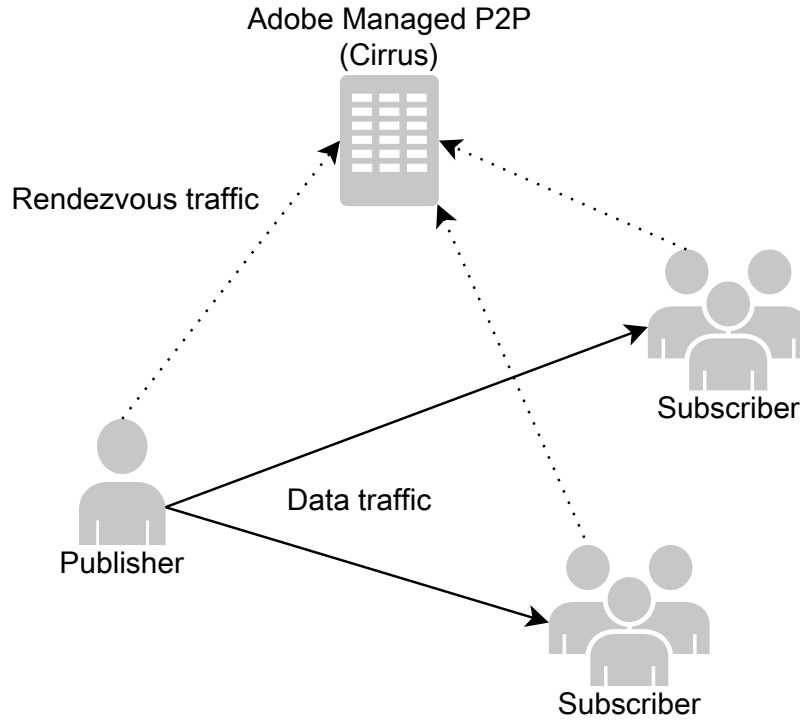 Adobe Managed P2P
(Cirrus)
Rendezvous traffic
Subscriber
Data traffic
Publisher
Subscriber